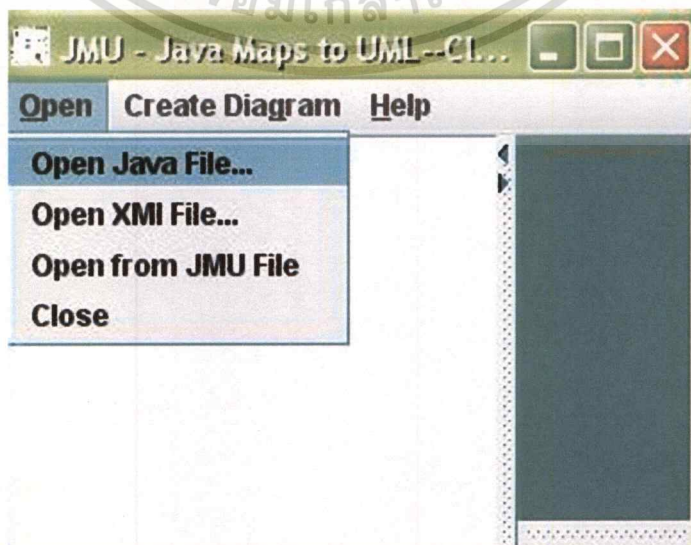 JMU - Java Maps to UML--Cl...
Open Create Diagram Help
Open Java File...
Open XMI File...
Open from JMU File
Close